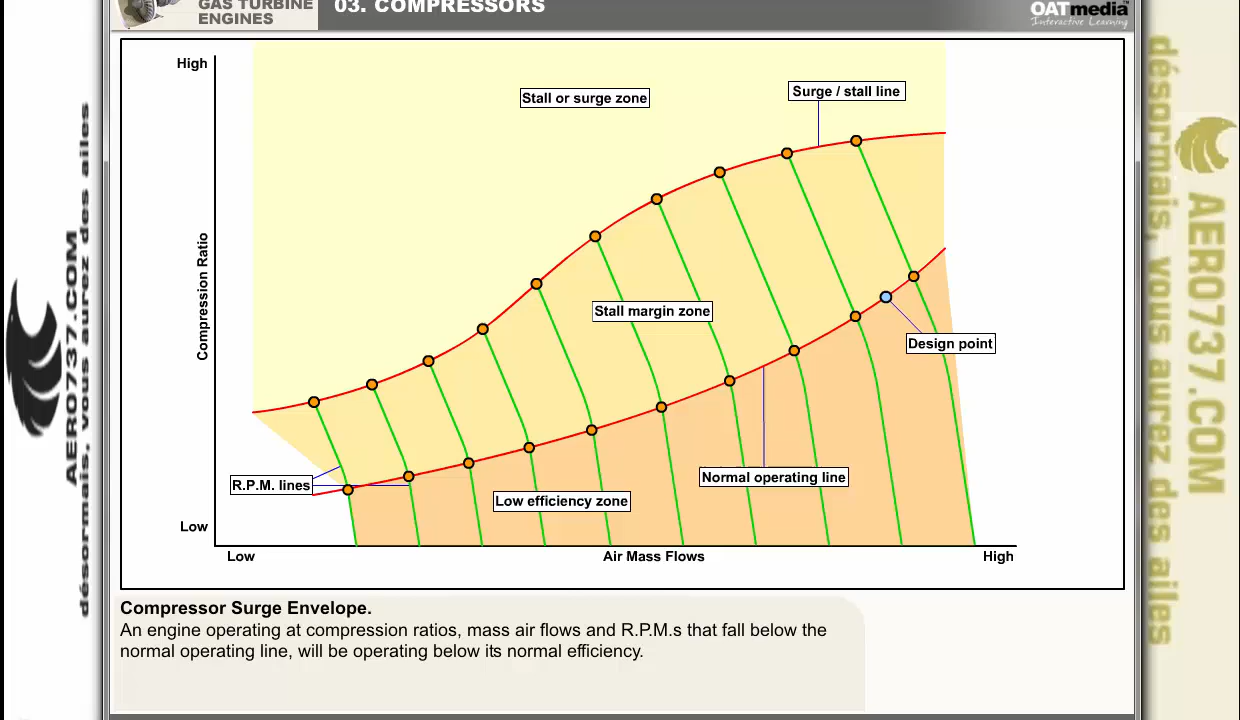 GAS TURBINE
ENGINES
03. COMPRESSORS
OATmedia
Interactive Learning
High
Stall or surge zone
Surge / stall line
Compression Ratio
Stall margin zone
Design point
R.P.M. lines
Normal operating line
Low efficiency zone
Low
Low
Air Mass Flows
High
Compressor Surge Envelope.
An engine operating at compression ratios, mass air flows and R.P.M.s that fall below the
normal operating line, will be operating below its normal efficiency.
AERO737.COM
désormais, vous aurez des ailes
AERO737.COM
désormais, vous aurez des ailes